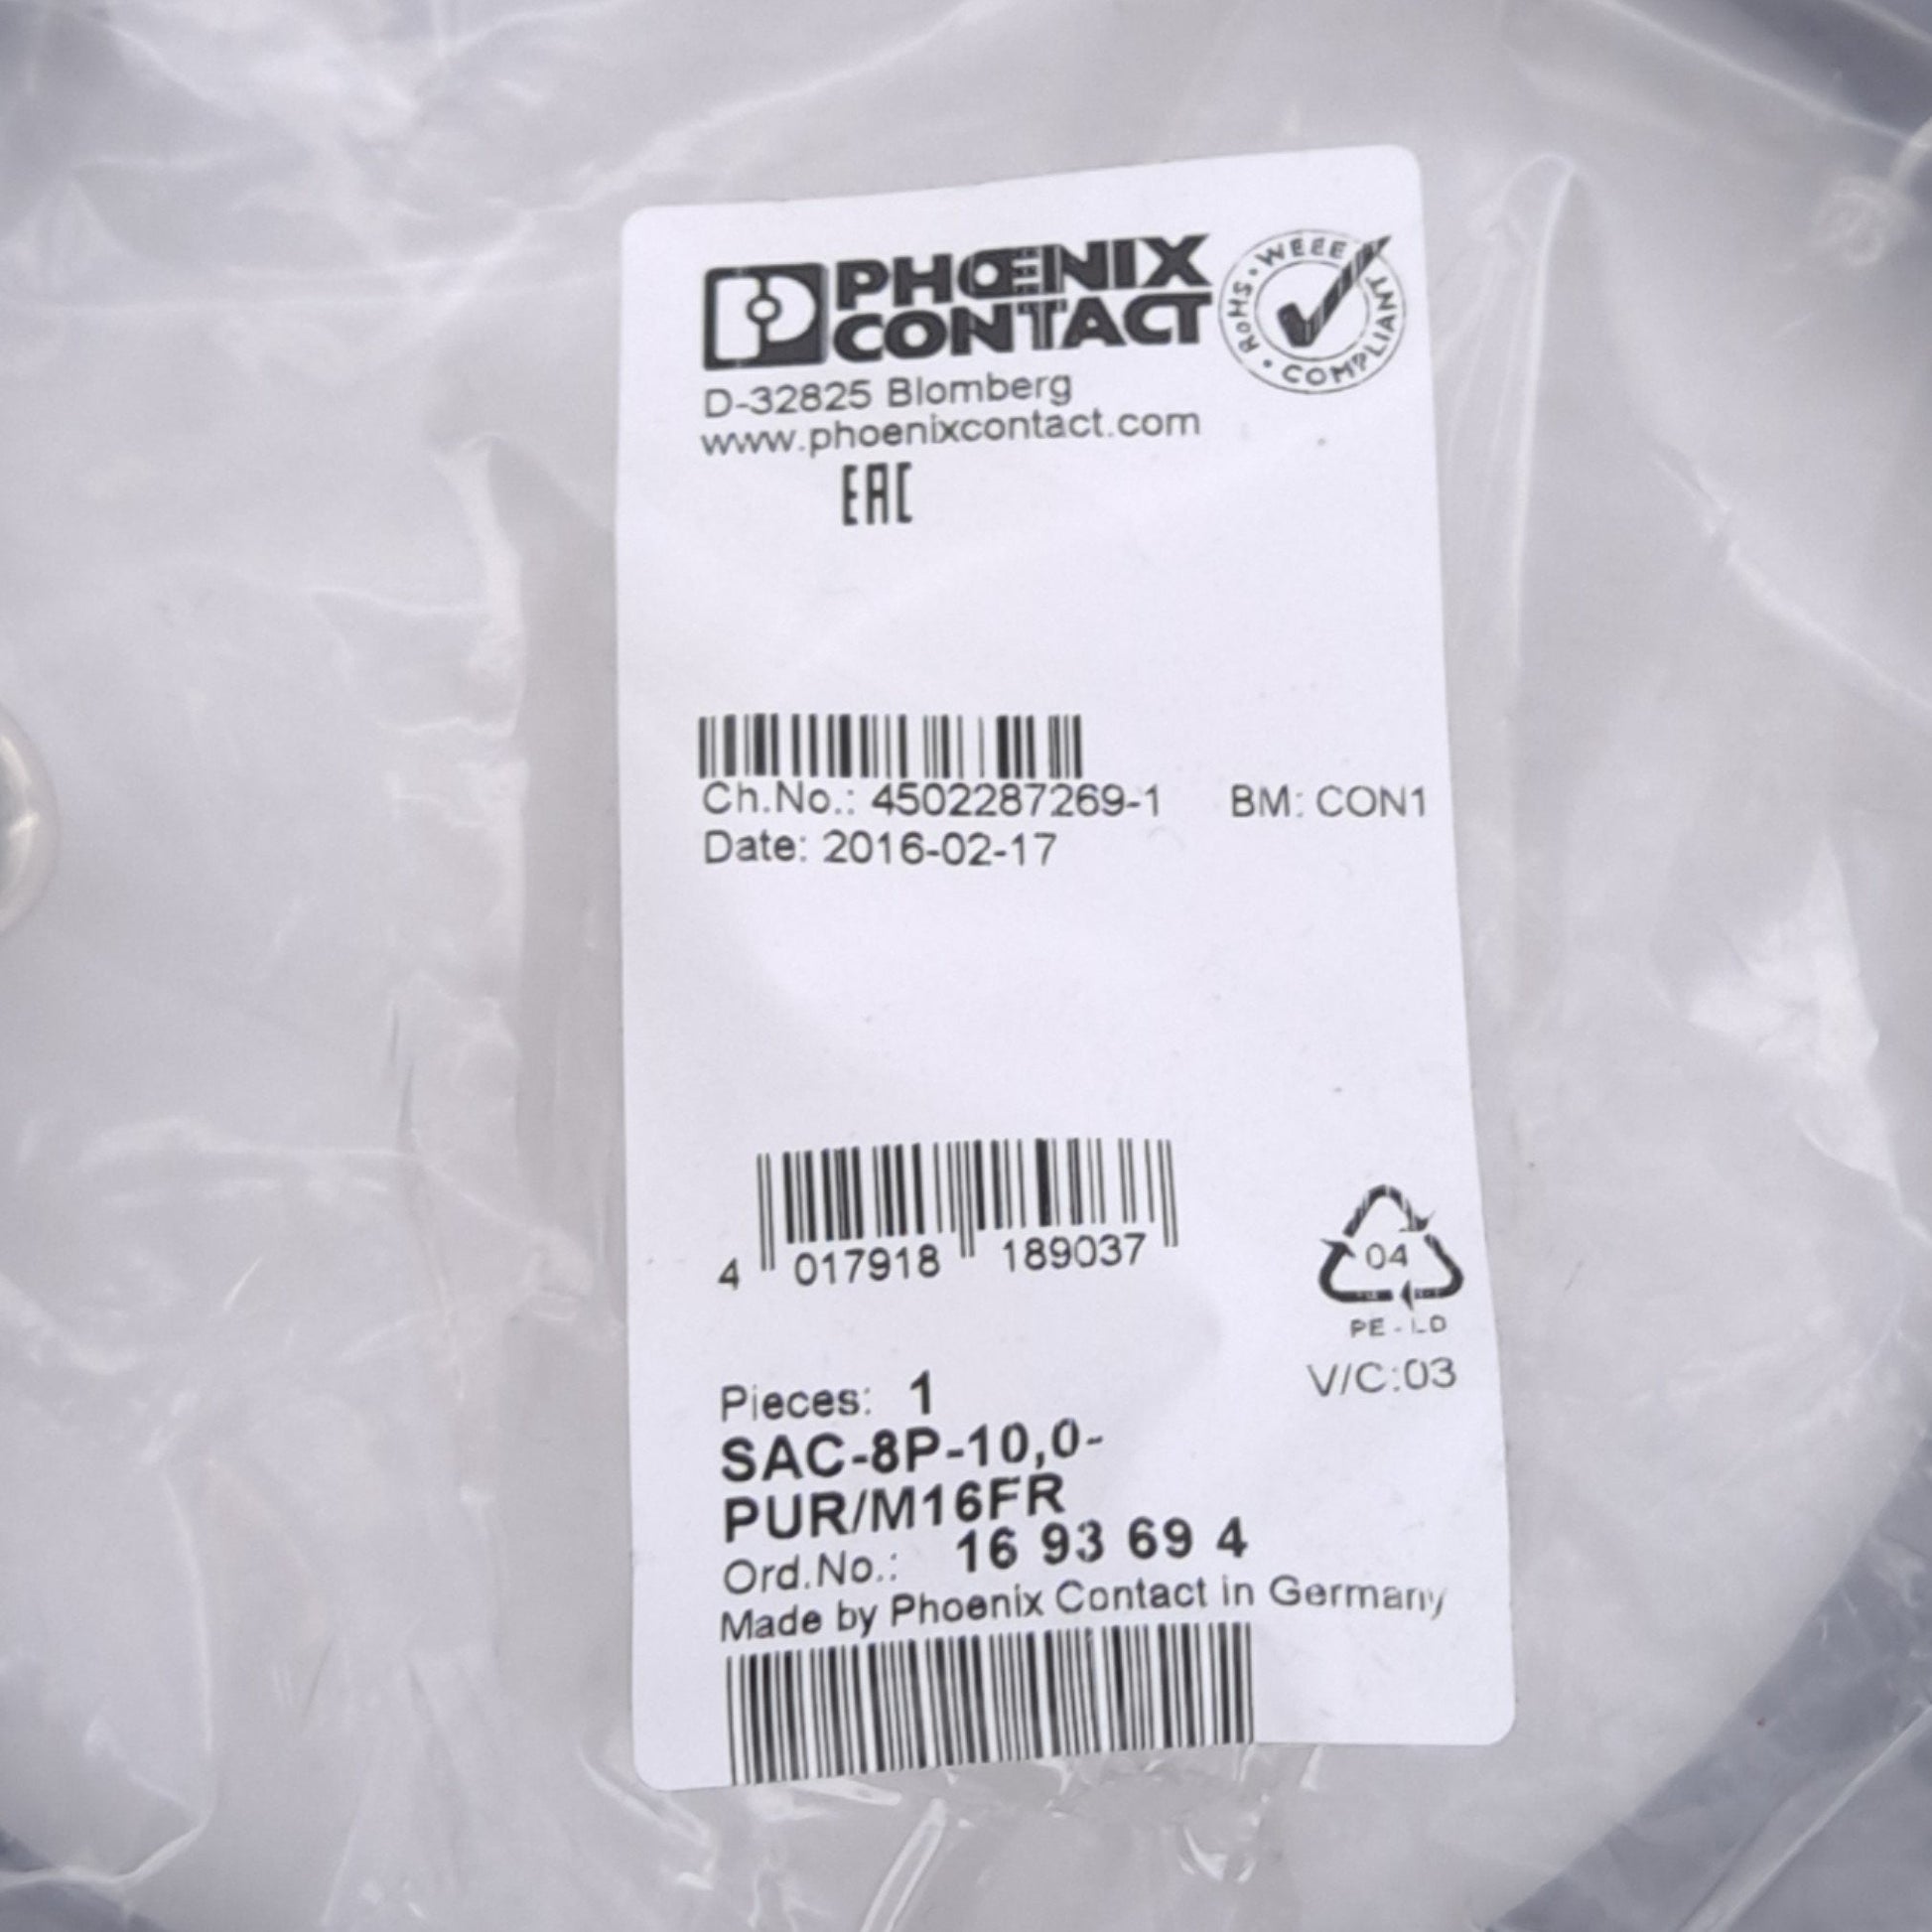 PHŒNIX
CONTACT
RoHS • WEEE • COMPLIANT
D-32825 Blomberg
www.phoenixcontact.com
EAC
Ch.No.: 4502287269-1 BM: CON1
Date: 2016-02-17
4 017918 189037
04
PE-LD
V/C:03
Pieces: 1
SAC-8P-10,0-
PUR/M16FR
Ord.No.: 16 93 69 4
Made by Phoenix Contact in Germany